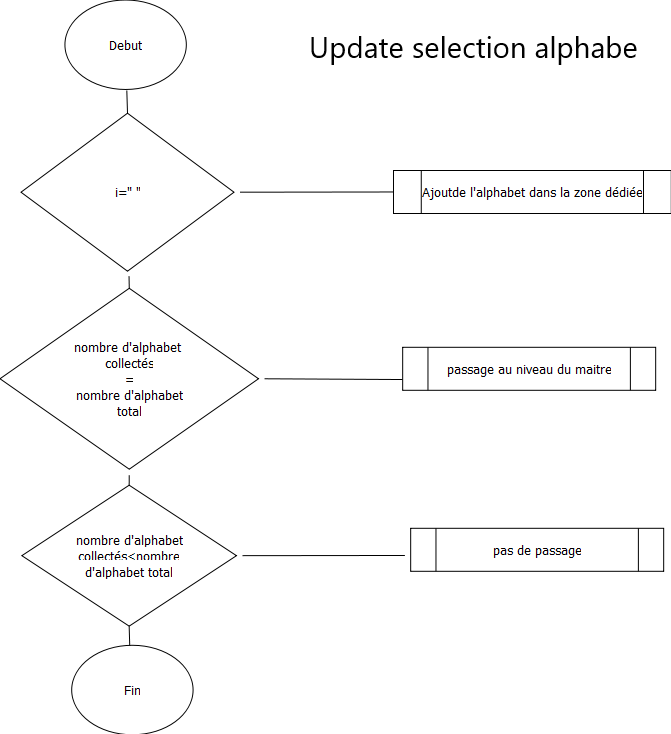 Debut
Update selection alphabe
i=" "
Ajoutde l'alphabet dans la zone dédiée
nombre d'alphabet
collectés
=
nombre d'alphabet
total
passage au niveau du maitre
nombre d'alphabet
collectés<nombre
d'alphabet total
pas de passage
Fin